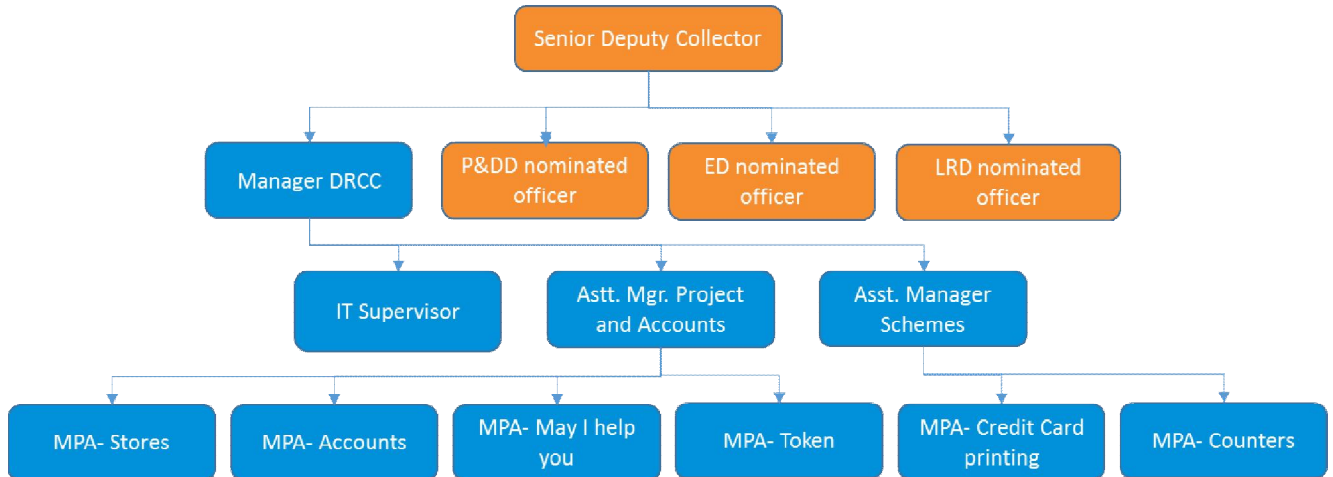 Senior Deputy Collector
Manager DRCC
P&DD nominated
officer
ED nominated
officer
LRD nominated
officer
IT Supervisor
Astt. Mgr. Project
and Accounts
Asst. Manager
Schemes
MPA- Stores
MPA- Accounts
MPA- May I help
you
MPA- Token
MPA- Credit Card
printing
MPA- Counters